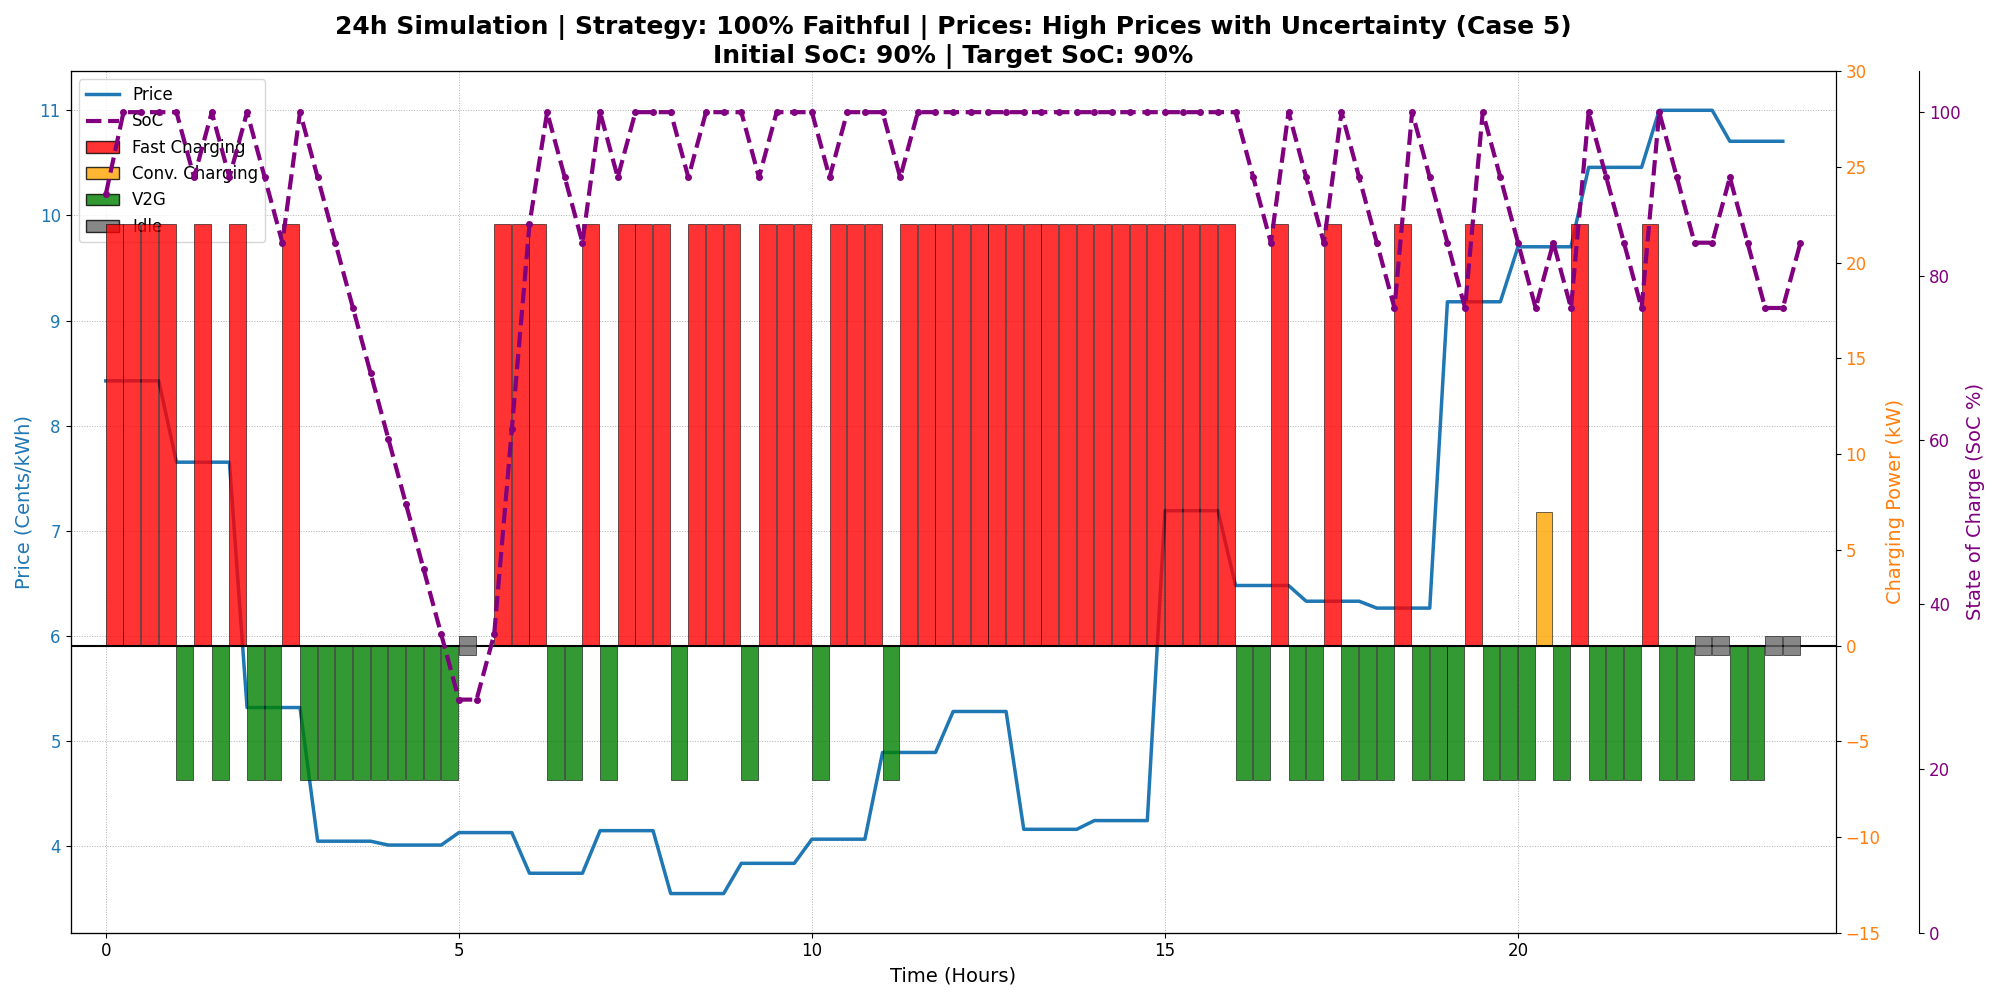 24h Simulation | Strategy: 100% Faithful | Prices: High Prices with Uncertainty (Case 5)
Initial SoC: 90% | Target SoC: 90%
Price
SoC
Fast Charging
Conv. Charging
V2G
Idle
Price (Cents/kWh)
11
10
9
8
7
6
5
4
0
5
10
15
20
Time (Hours)
30
25
20
15
10
5
0
−5
−10
−15
Charging Power (kW)
100
80
60
40
20
0
State of Charge (SoC %)